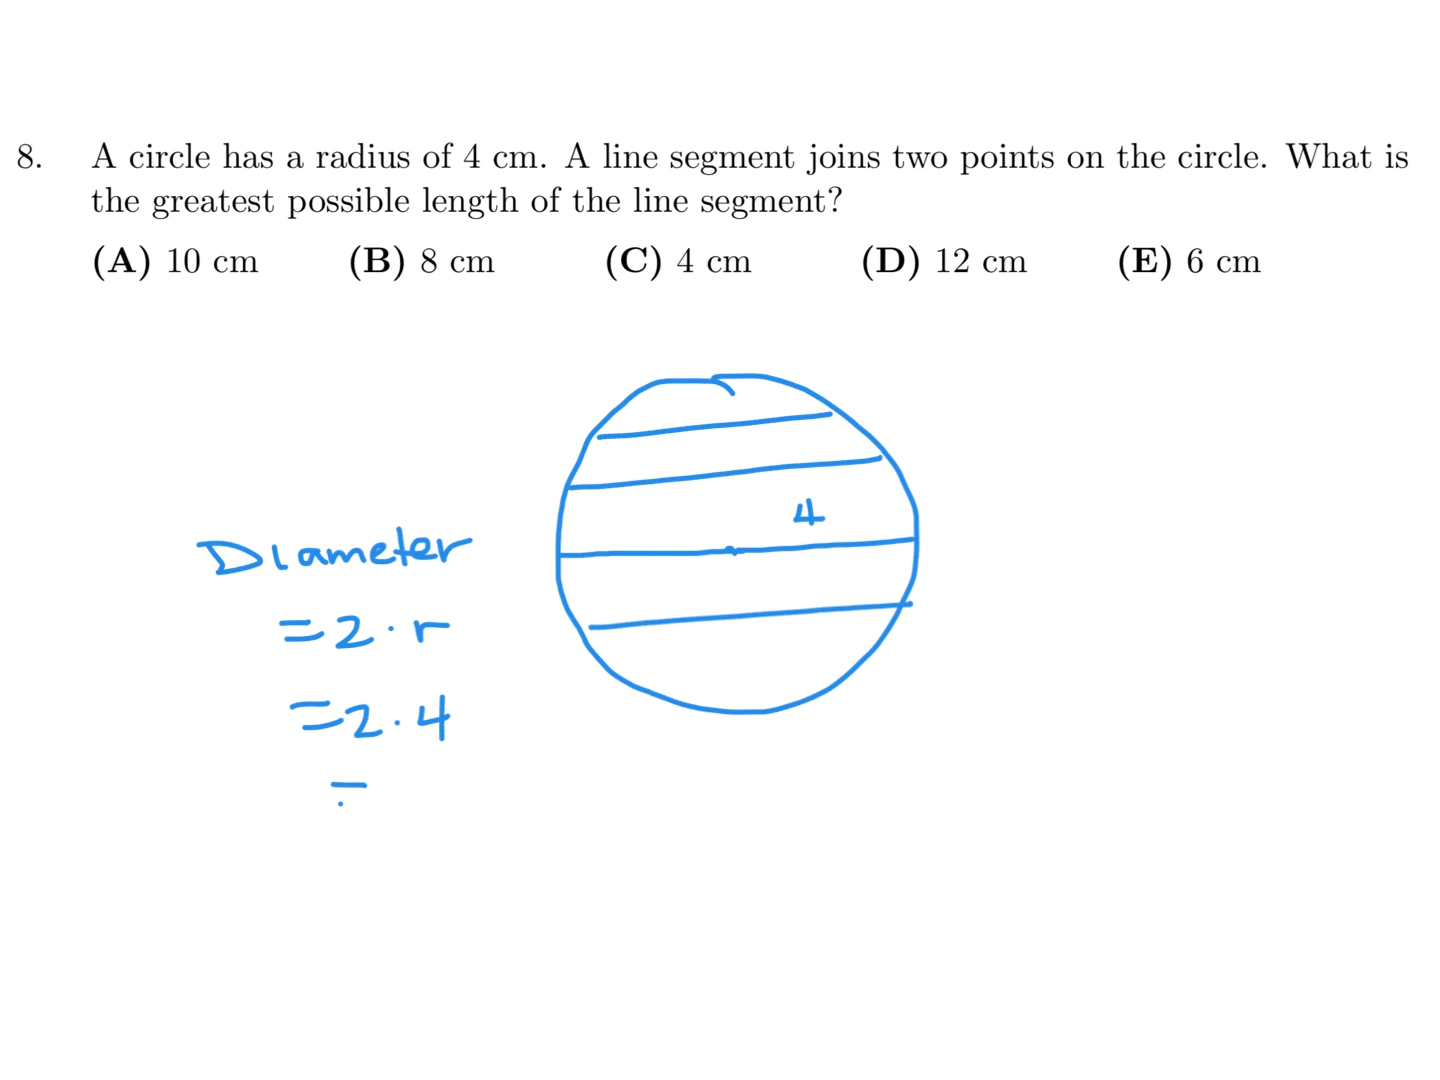 8. A circle has a radius of 4 cm. A line segment joins two points on the circle. What is
the greatest possible length of the line segment?
(A) 10 cm (B) 8 cm (C) 4 cm (D) 12 cm (E) 6 cm
4
Diameter
= 2 · r
= 2 · 4
=